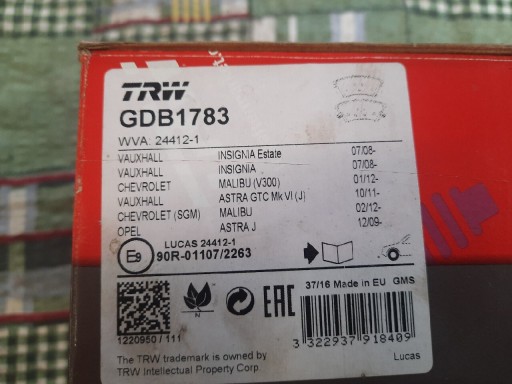 TRW
GDB1783
WVA: 24412-1
VAUXHALL INSIGNIA Estate 07/08-
VAUXHALL INSIGNIA 07/08-
CHEVROLET MALIBU (V300) 01/12-
VAUXHALL ASTRA GTC Mk VI (J) 10/11-
CHEVROLET (SGM) MALIBU 02/12-
OPEL ASTRA J 12/09-
LUCAS 24412-1
E9 90R-01107/2263
37/16 Made in EU GMS
N
EAC
1220950 / 111
3 322937 918409
The TRW trademark is owned by
TRW Intellectual Property Corp.
Lucas